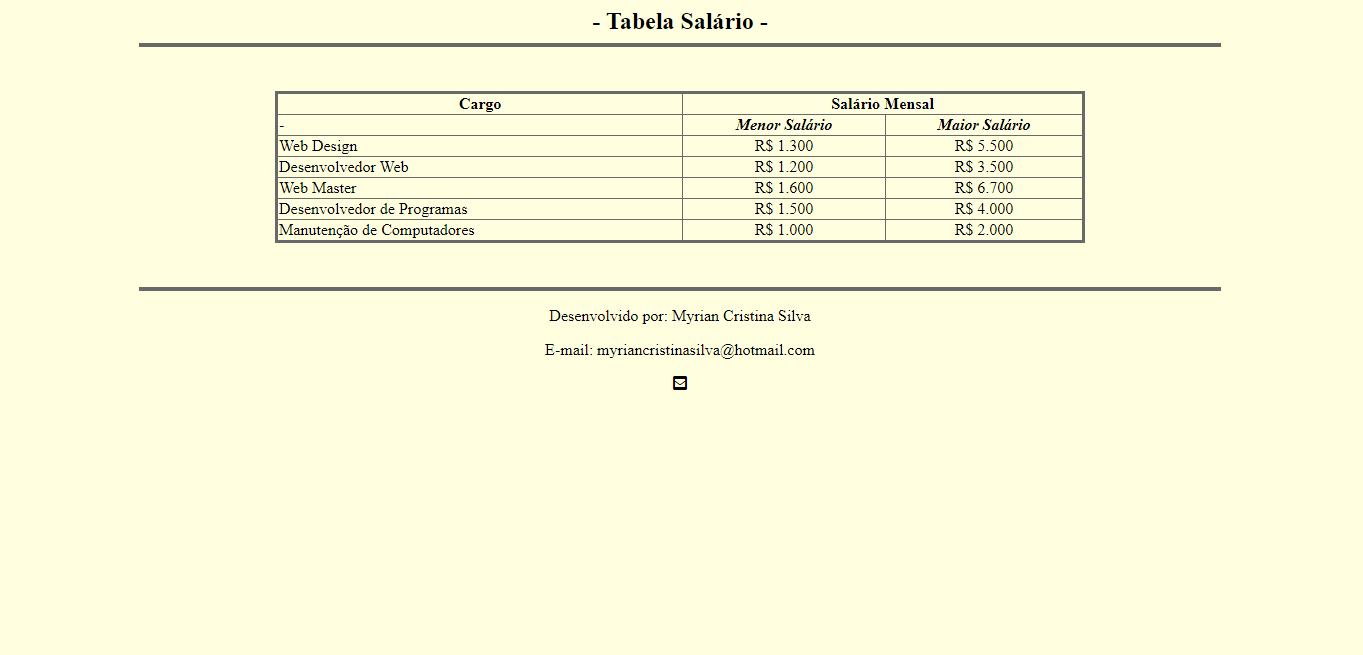 - Tabela Salário -
Cargo Salário Mensal
- Menor Salário Maior Salário
Web Design R$ 1.300 R$ 5.500
Desenvolvedor Web R$ 1.200 R$ 3.500
Web Master R$ 1.600 R$ 6.700
Desenvolvedor de Programas R$ 1.500 R$ 4.000
Manutenção de Computadores R$ 1.000 R$ 2.000
Desenvolvido por: Myrian Cristina Silva
E-mail: myriancristinasilva@hotmail.com